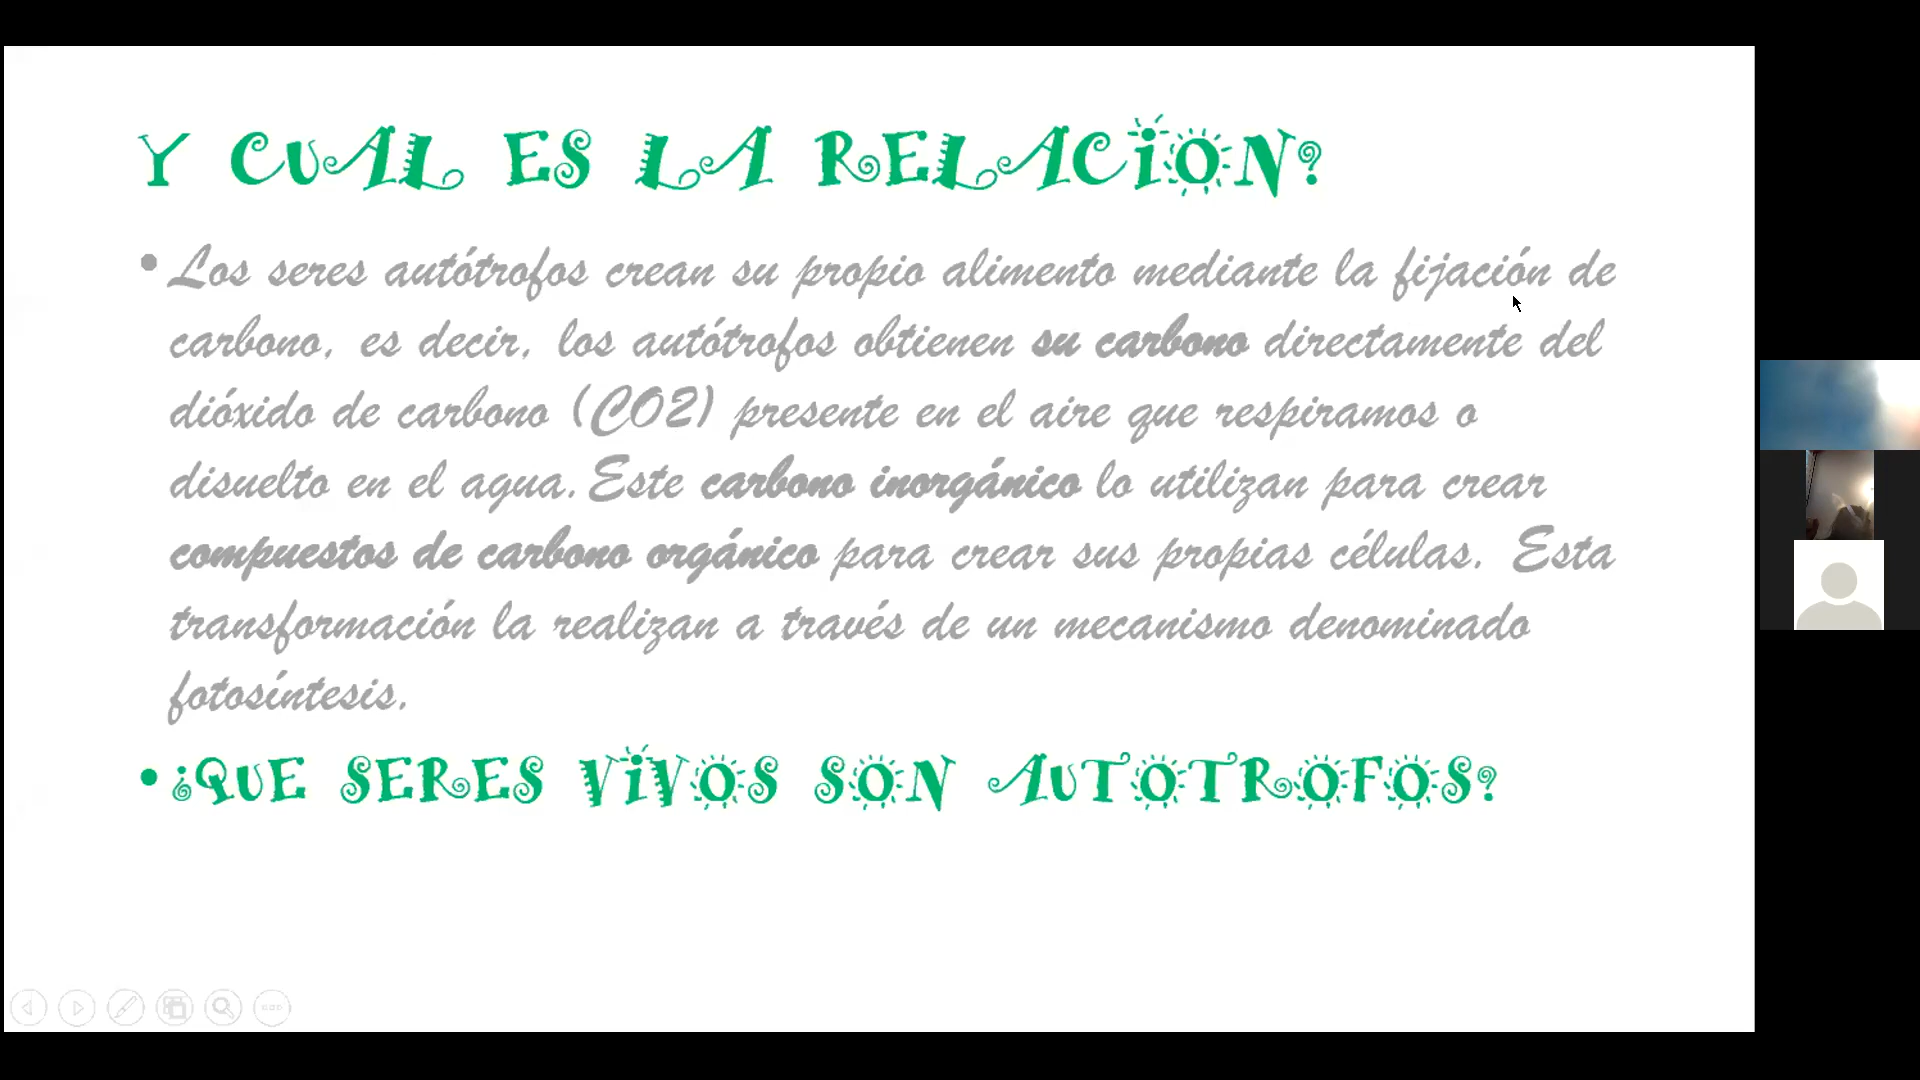 Y CUAL ES LA RELACION?
• Los seres autótrofos crean su propio alimento mediante la fijación de
carbono, es decir, los autótrofos obtienen su carbono directamente del
dióxido de carbono (CO2) presente en el aire que respiramos o
disuelto en el agua. Este carbono inorgánico lo utilizan para crear
compuestos de carbono orgánico para crear sus propias células. Esta
transformación la realizan a través de un mecanismo denominado
fotosíntesis.
• ¿QUE SERES VIVOS SON AUTOTROFOS?